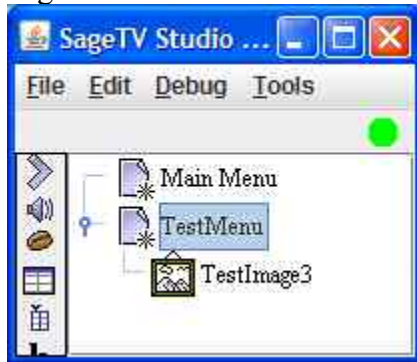 SageTV Studio ...
File Edit Debug Tools
Main Menu
TestMenu
TestImage3